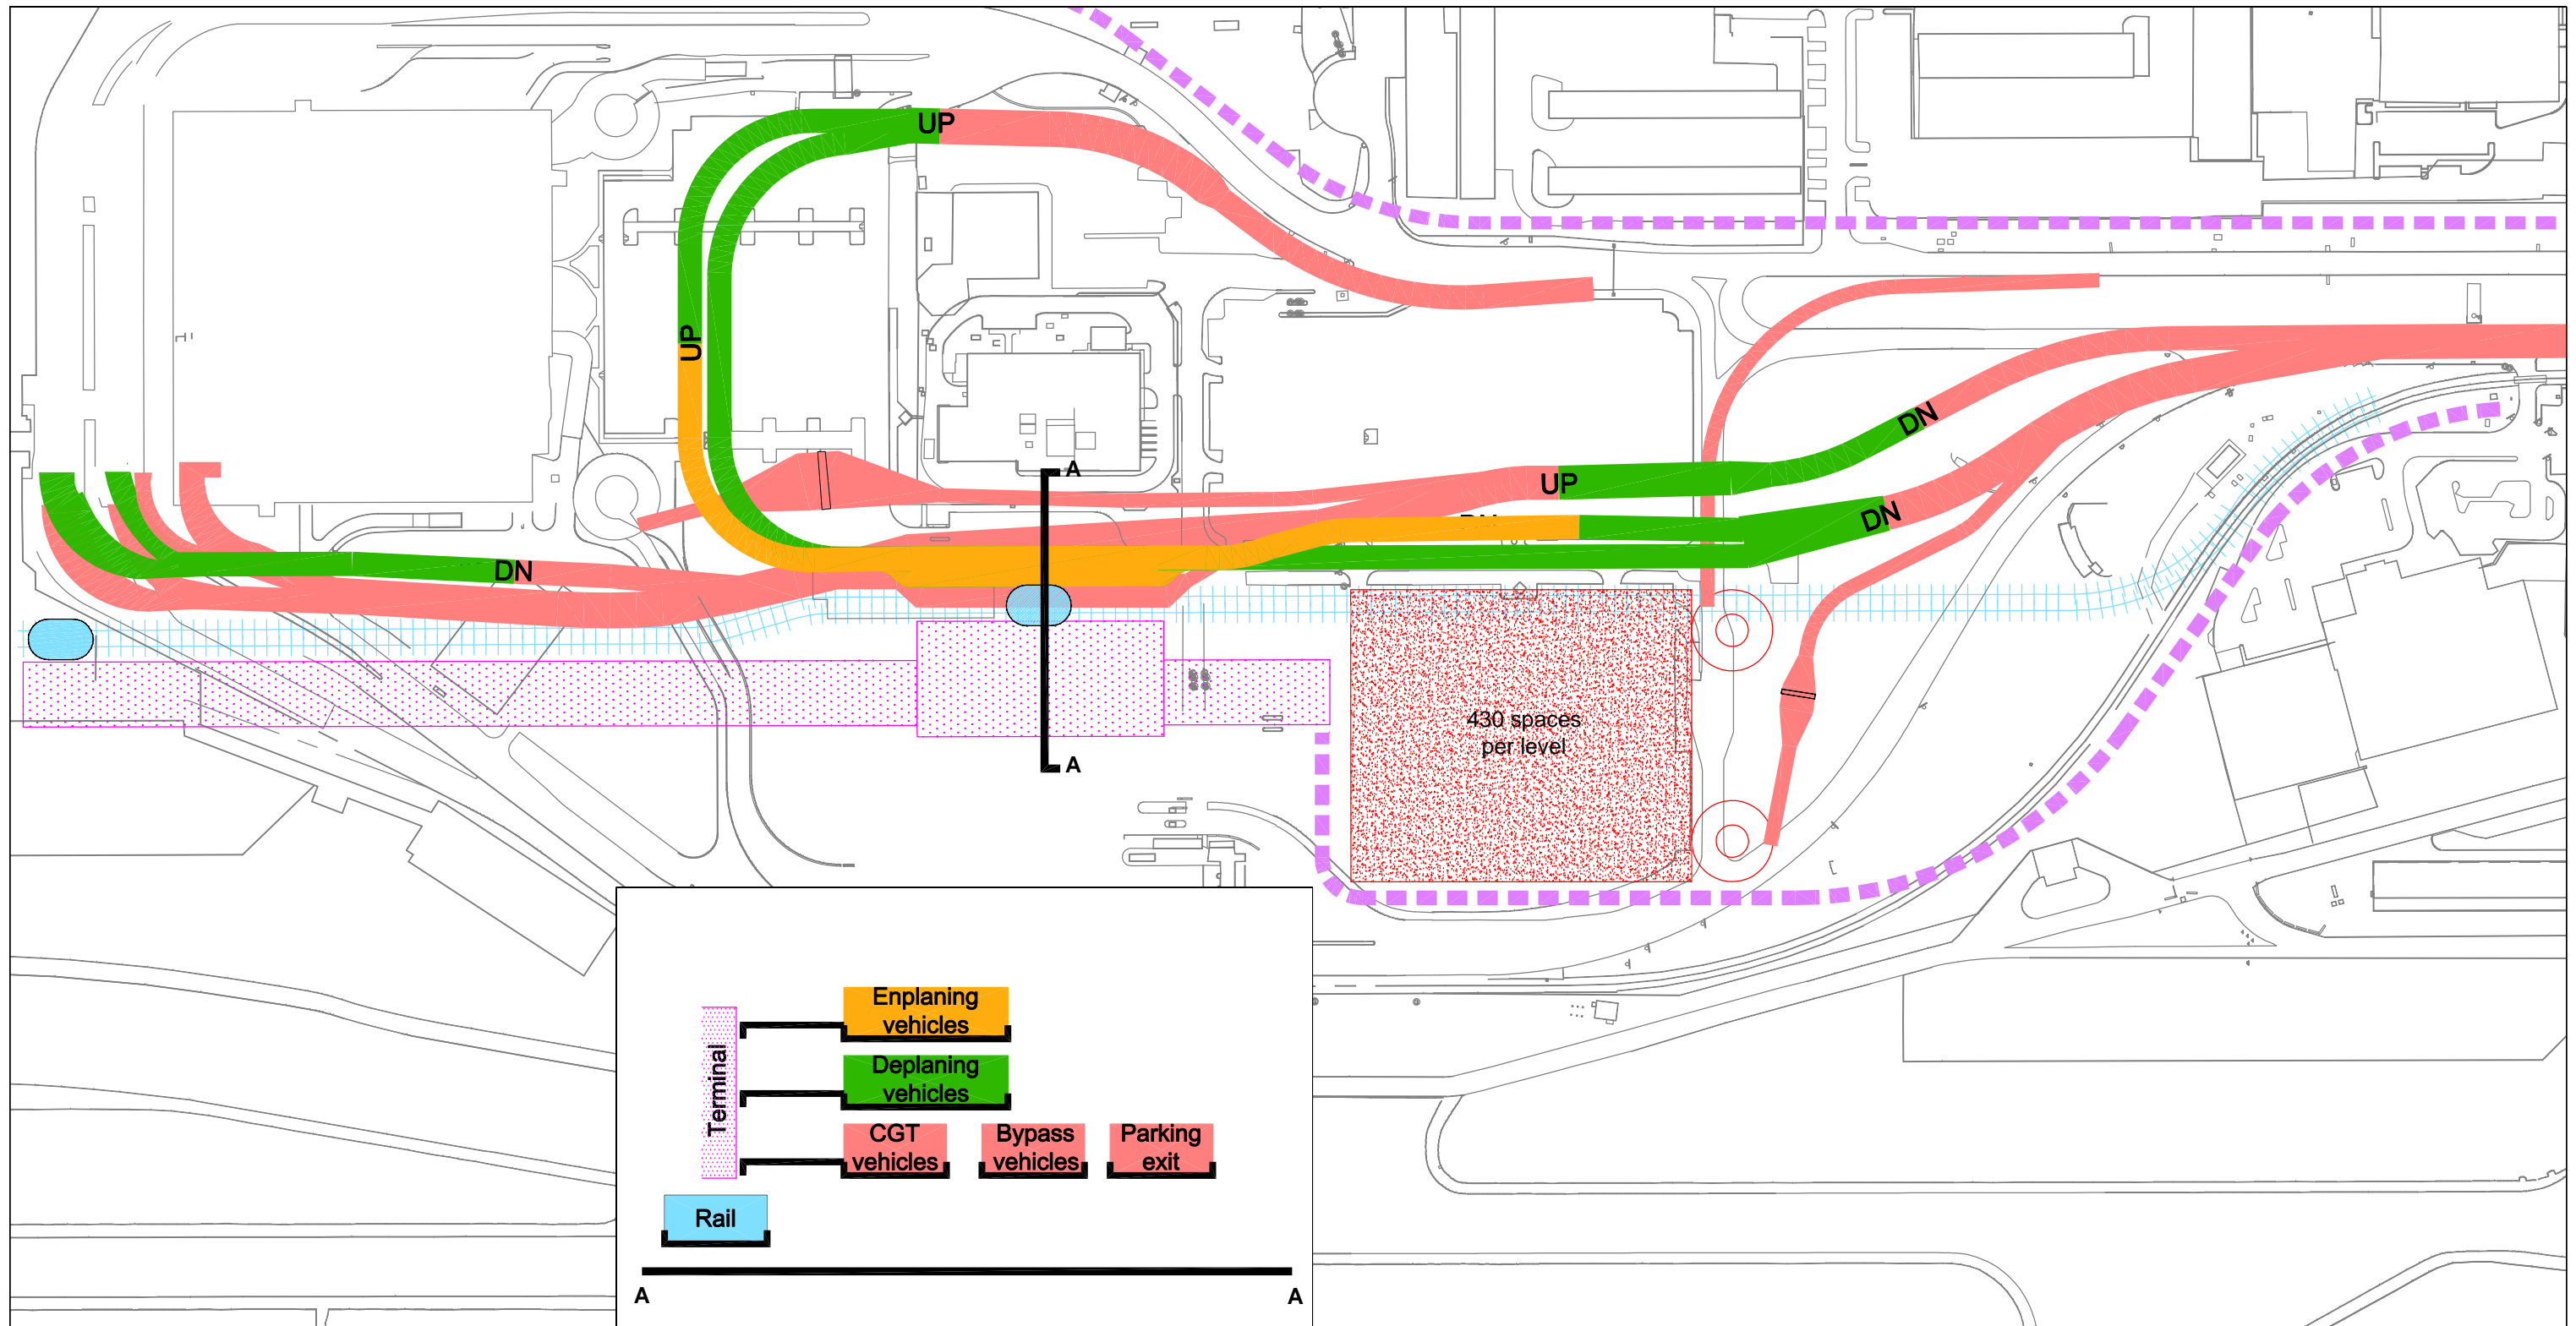 UP
UP
DN
UP
DN
DN
A
A
430 spaces
per level
Enplaning
vehicles
Deplaning
vehicles
Terminal
CGT
vehicles
Bypass
vehicles
Parking
exit
Rail
A
A